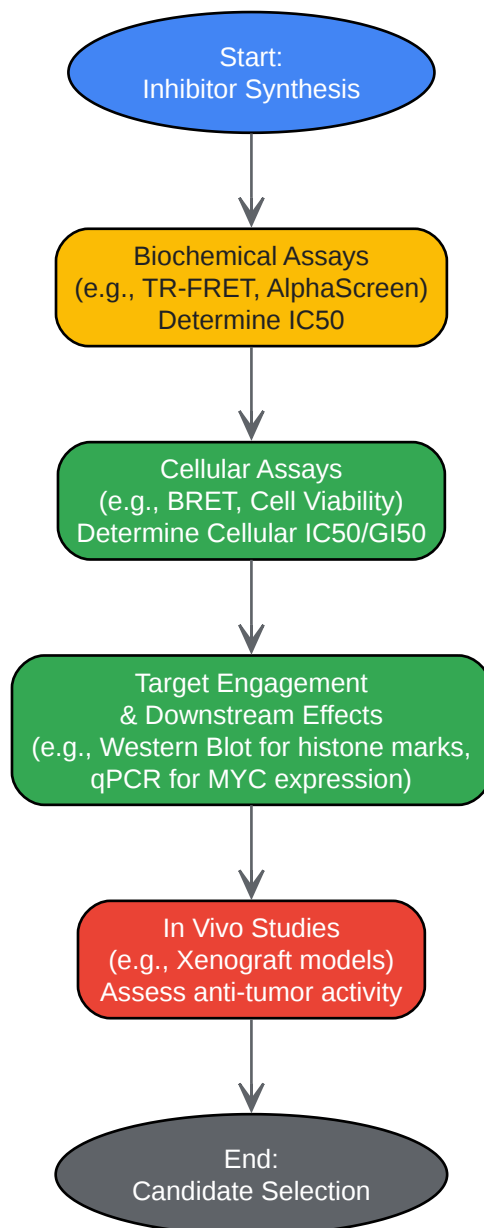 Start:
Inhibitor Synthesis
Biochemical Assays
(e.g., TR-FRET, AlphaScreen)
Determine IC50
Cellular Assays
(e.g., BRET, Cell Viability)
Determine Cellular IC50/GI50
Target Engagement
& Downstream Effects
(e.g., Western Blot for histone marks,
qPCR for MYC expression)
In Vivo Studies
(e.g., Xenograft models)
Assess anti-tumor activity
End:
Candidate Selection